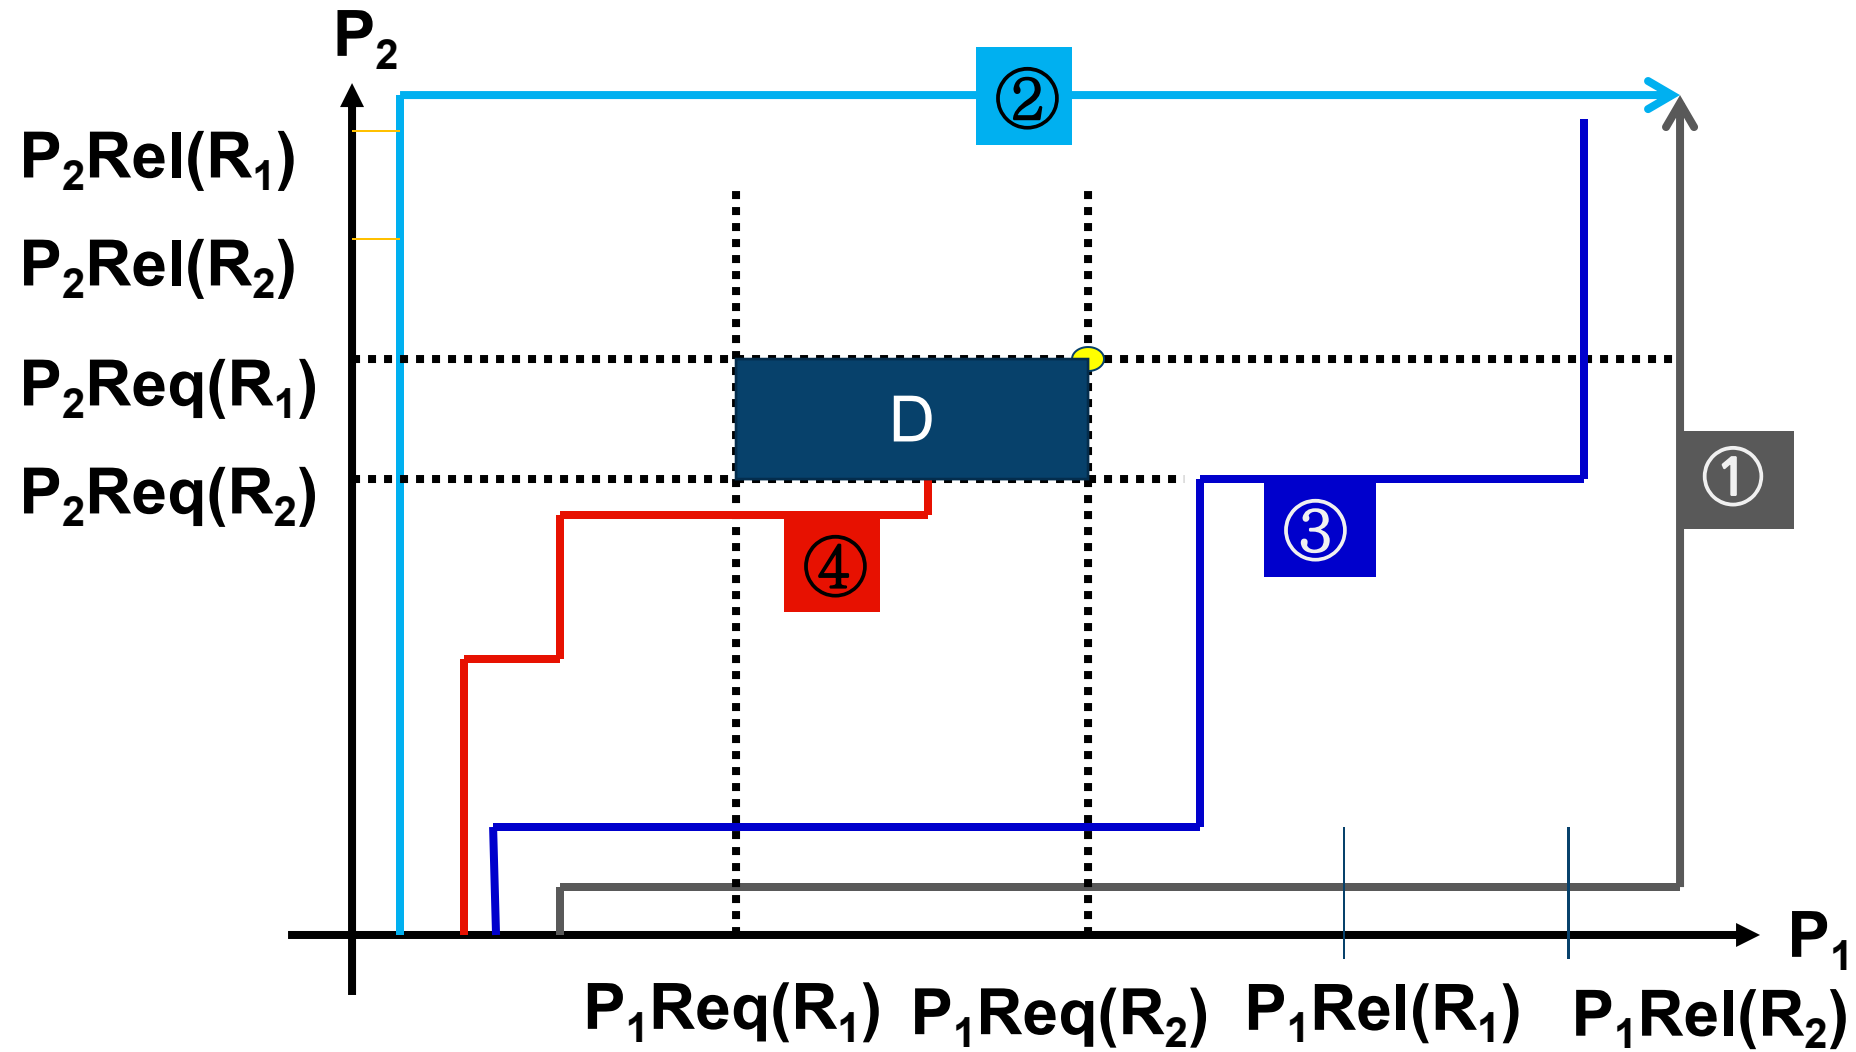 P₂
②
P₂Rel(R₁)
P₂Rel(R₂)
P₂Req(R₁)
D
P₂Req(R₂)
①
③
④
P₁
P₁Req(R₁)
P₁Req(R₂)
P₁Rel(R₁)
P₁Rel(R₂)